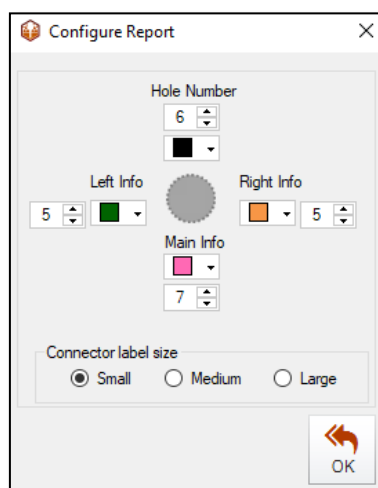 Configure Report
Hole Number
6
Left Info
Right Info
5
5
Main Info
7
Connector label size
Small Medium Large
OK